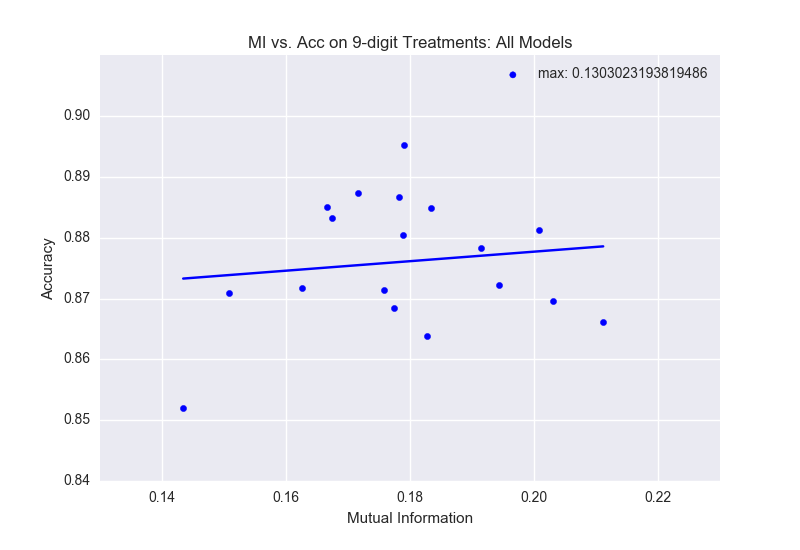 MI vs. Acc on 9-digit Treatments: All Models
max: 0.1303023193819486
0.90
0.89
0.88
0.87
0.86
0.85
0.84
Accuracy
0.14 0.16 0.18 0.20 0.22
Mutual Information